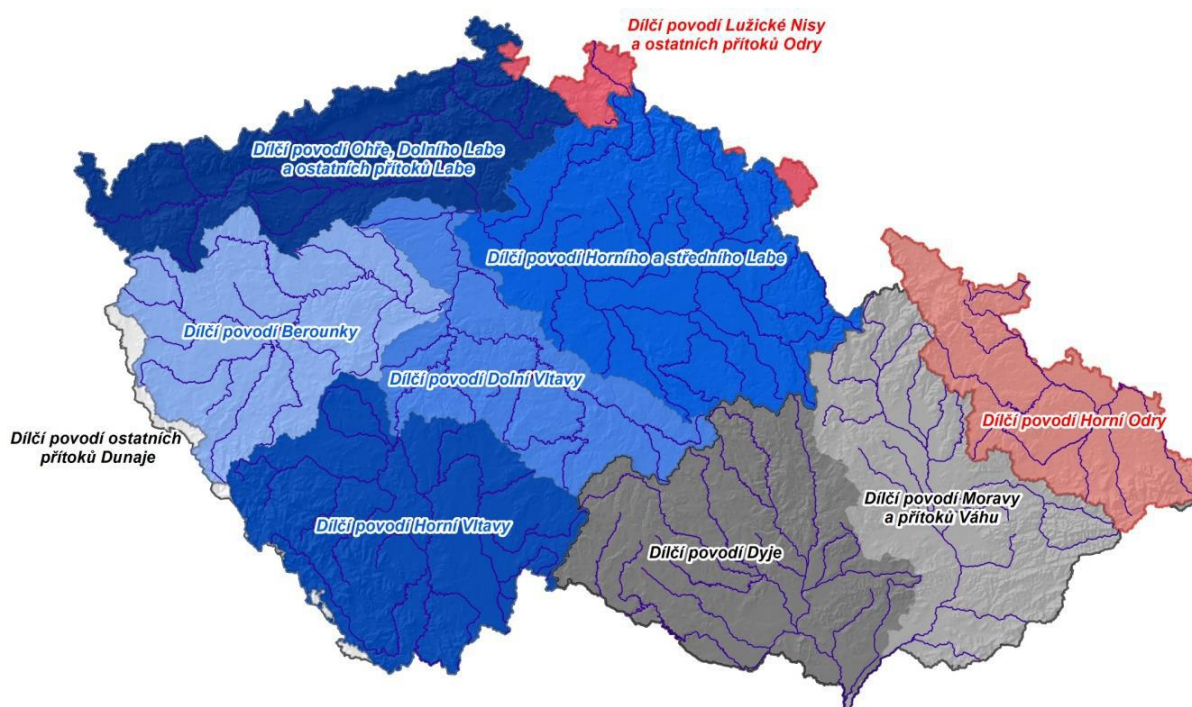 Dílčí povodí Lužické Nisy
a ostatních přítoků Odry
Dílčí povodí Ohře, Dolního Labe
a ostatních přítoků Labe
Dílčí povodí Horního a středního Labe
Dílčí povodí Berounky
Dílčí povodí Dolní Vltavy
Dílčí povodí Horní Odry
Dílčí povodí ostatních
přítoků Dunaje
Dílčí povodí Moravy
a přítoků Váhu
Dílčí povodí Horní Vltavy
Dílčí povodí Dyje